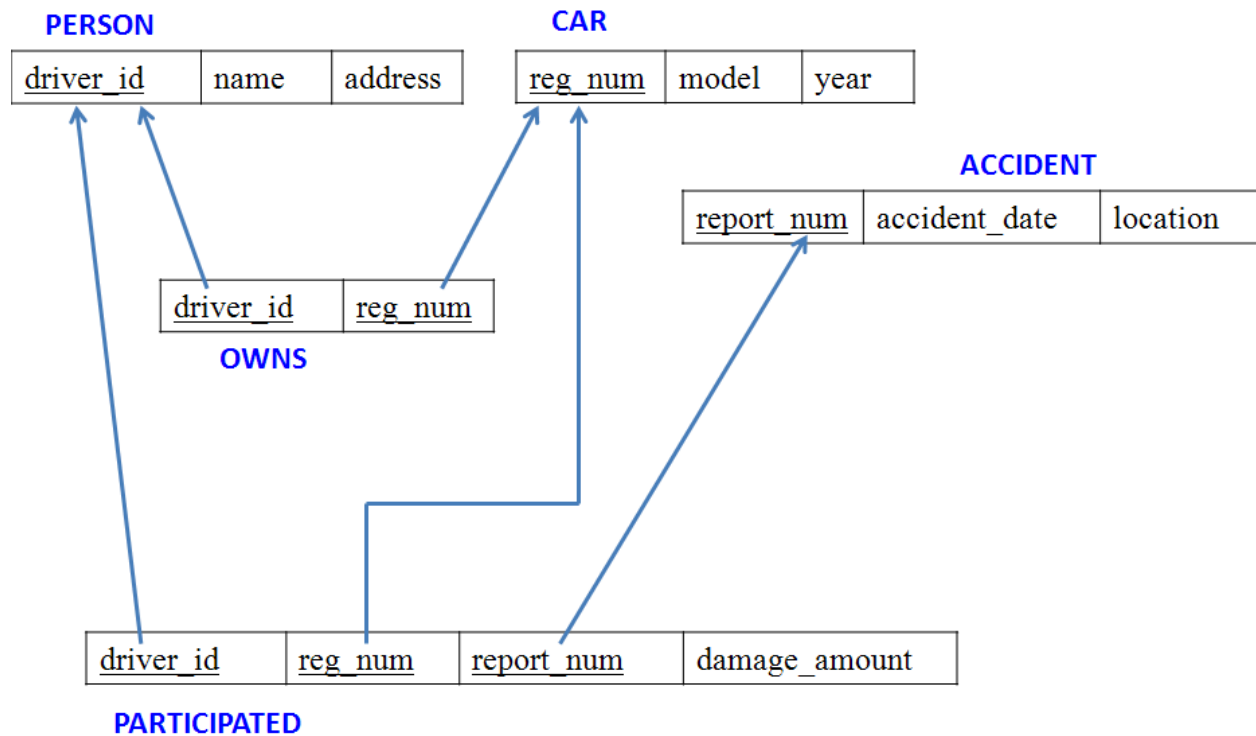 PERSON
driver_id name address
CAR
reg_num model year
ACCIDENT
report_num accident_date location
driver_id reg_num
OWNS
driver_id reg_num report_num damage_amount
PARTICIPATED